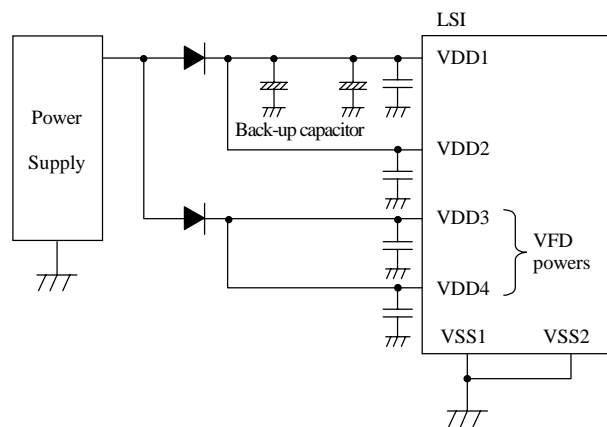 LSI
VDD1
Power
Supply
Back-up capacitor
VDD2
VDD3
VFD
powers
VDD4
VSS1 VSS2